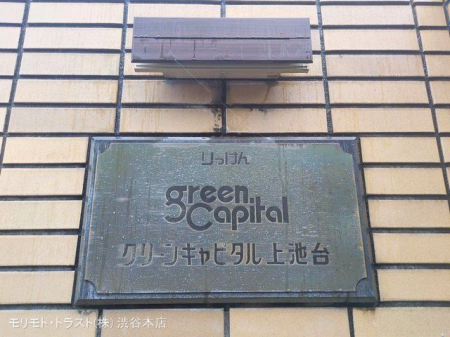 りっけん
green Capital
グリーンキャピタル上池台
モリモト・トラスト(株) 渋谷本店